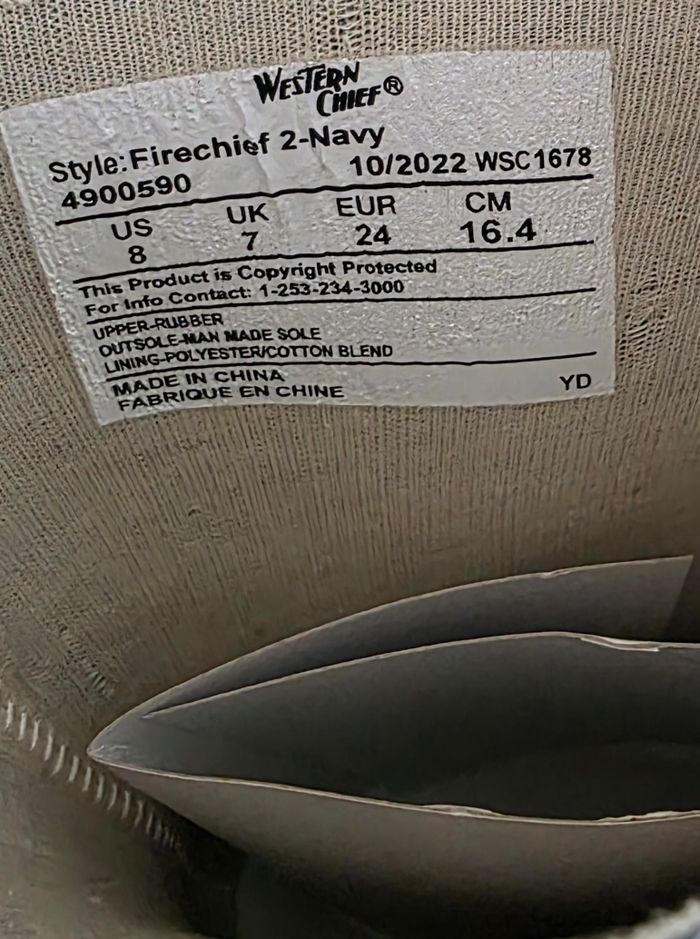 WESTERN
CHIEF®
Style: Firechief 2-Navy
4900590 10/2022 WSC1678
US UK EUR CM
8 7 24 16.4
This Product is Copyright Protected
For Info Contact: 1-253-234-3000
UPPER-RUBBER
OUTSOLE-MAN MADE SOLE
LINING-POLYESTER/COTTON BLEND
MADE IN CHINA
FABRIQUE EN CHINE YD